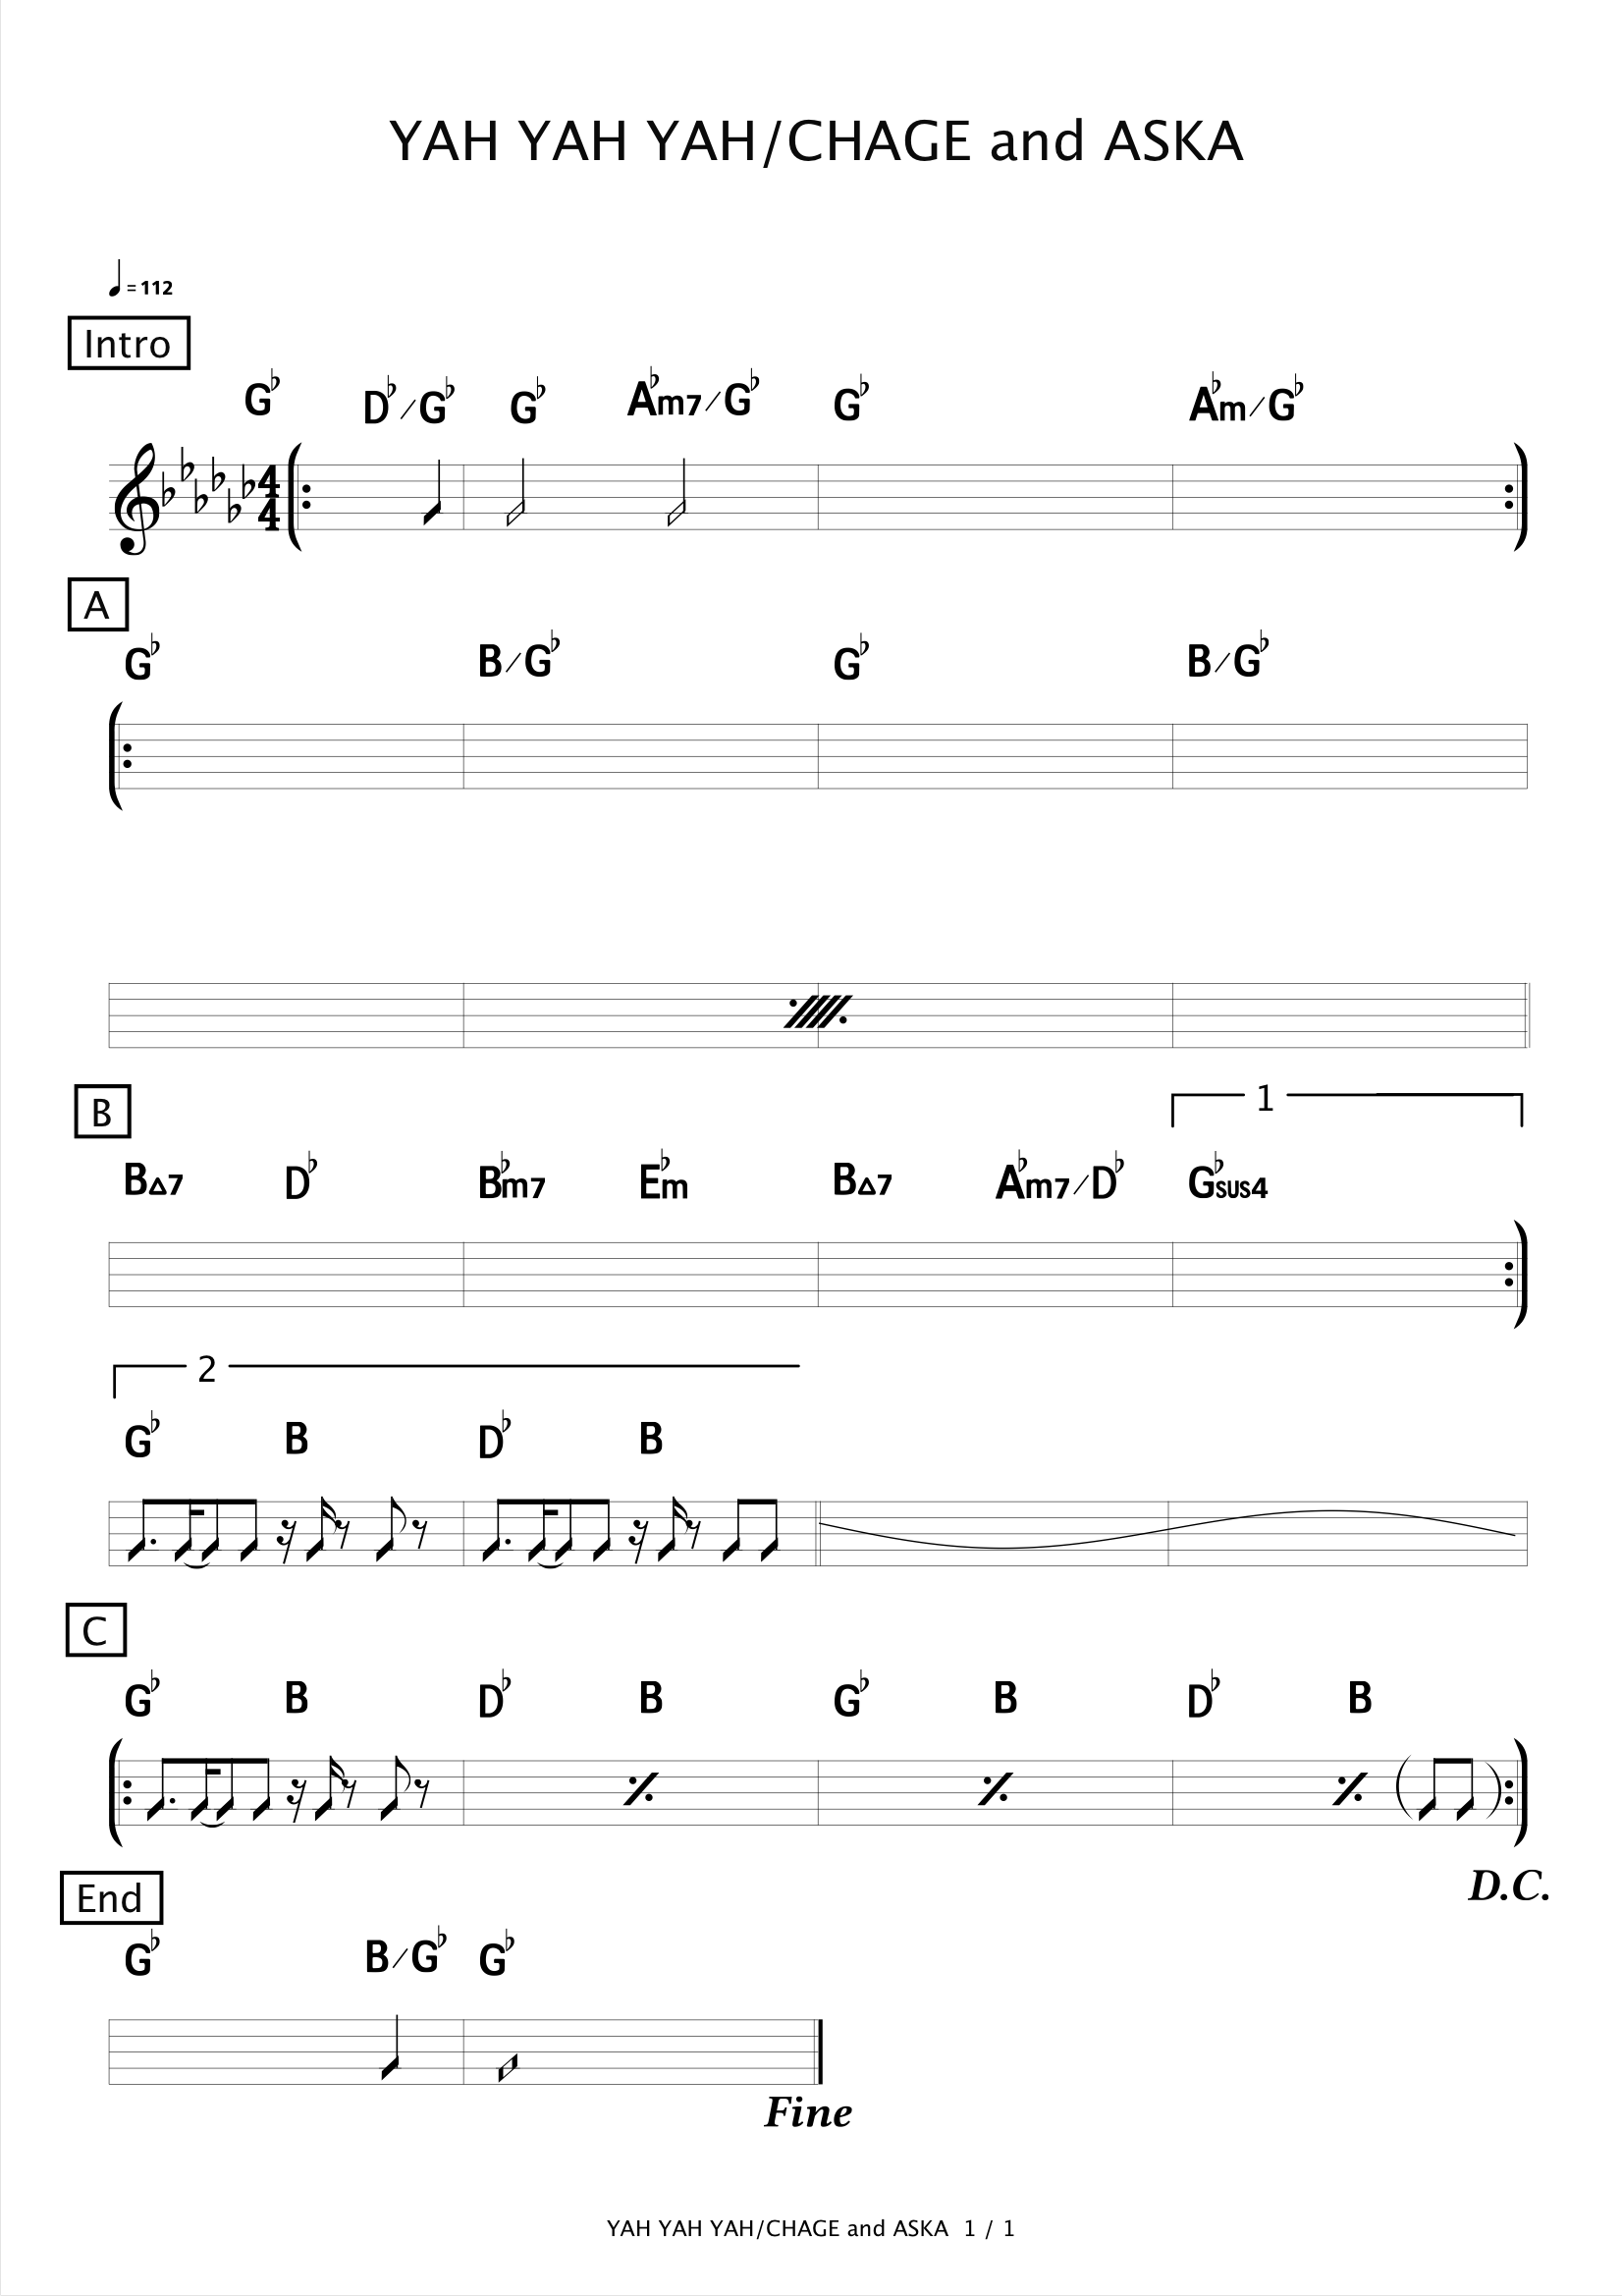 YAH YAH YAH/CHAGE and ASKA
♩= 112
Intro
G♭ D♭/G♭ G♭ A♭m7/G♭ G♭ A♭m/G♭
4
4
A
G♭ B/G♭ G♭ B/G♭
B
1
B△7 D♭ B♭m7 E♭m B△7 A♭m7/D♭ G♭sus4
2
G♭ B D♭ B
C
G♭ B D♭ B G♭ B D♭ B
D.C.
End
G♭ B/G♭ G♭
Fine
YAH YAH YAH/CHAGE and ASKA 1 / 1